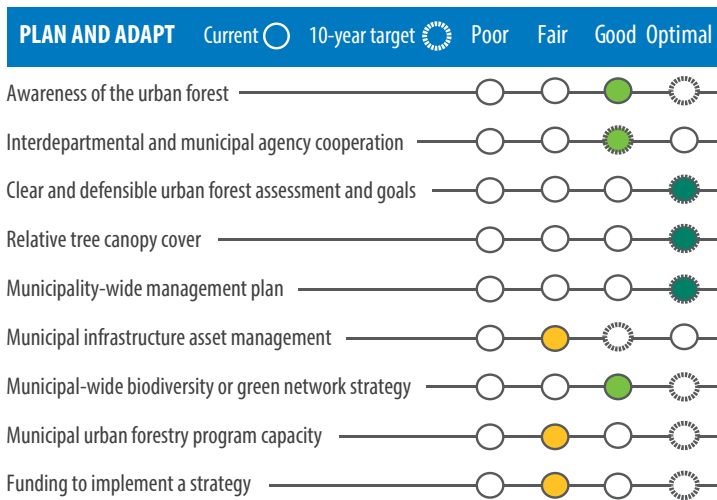 PLAN AND ADAPT Current 10-year target Poor Fair Good Optimal
Awareness of the urban forest
Interdepartmental and municipal agency cooperation
Clear and defensible urban forest assessment and goals
Relative tree canopy cover
Municipality-wide management plan
Municipal infrastructure asset management
Municipal-wide biodiversity or green network strategy
Municipal urban forestry program capacity
Funding to implement a strategy